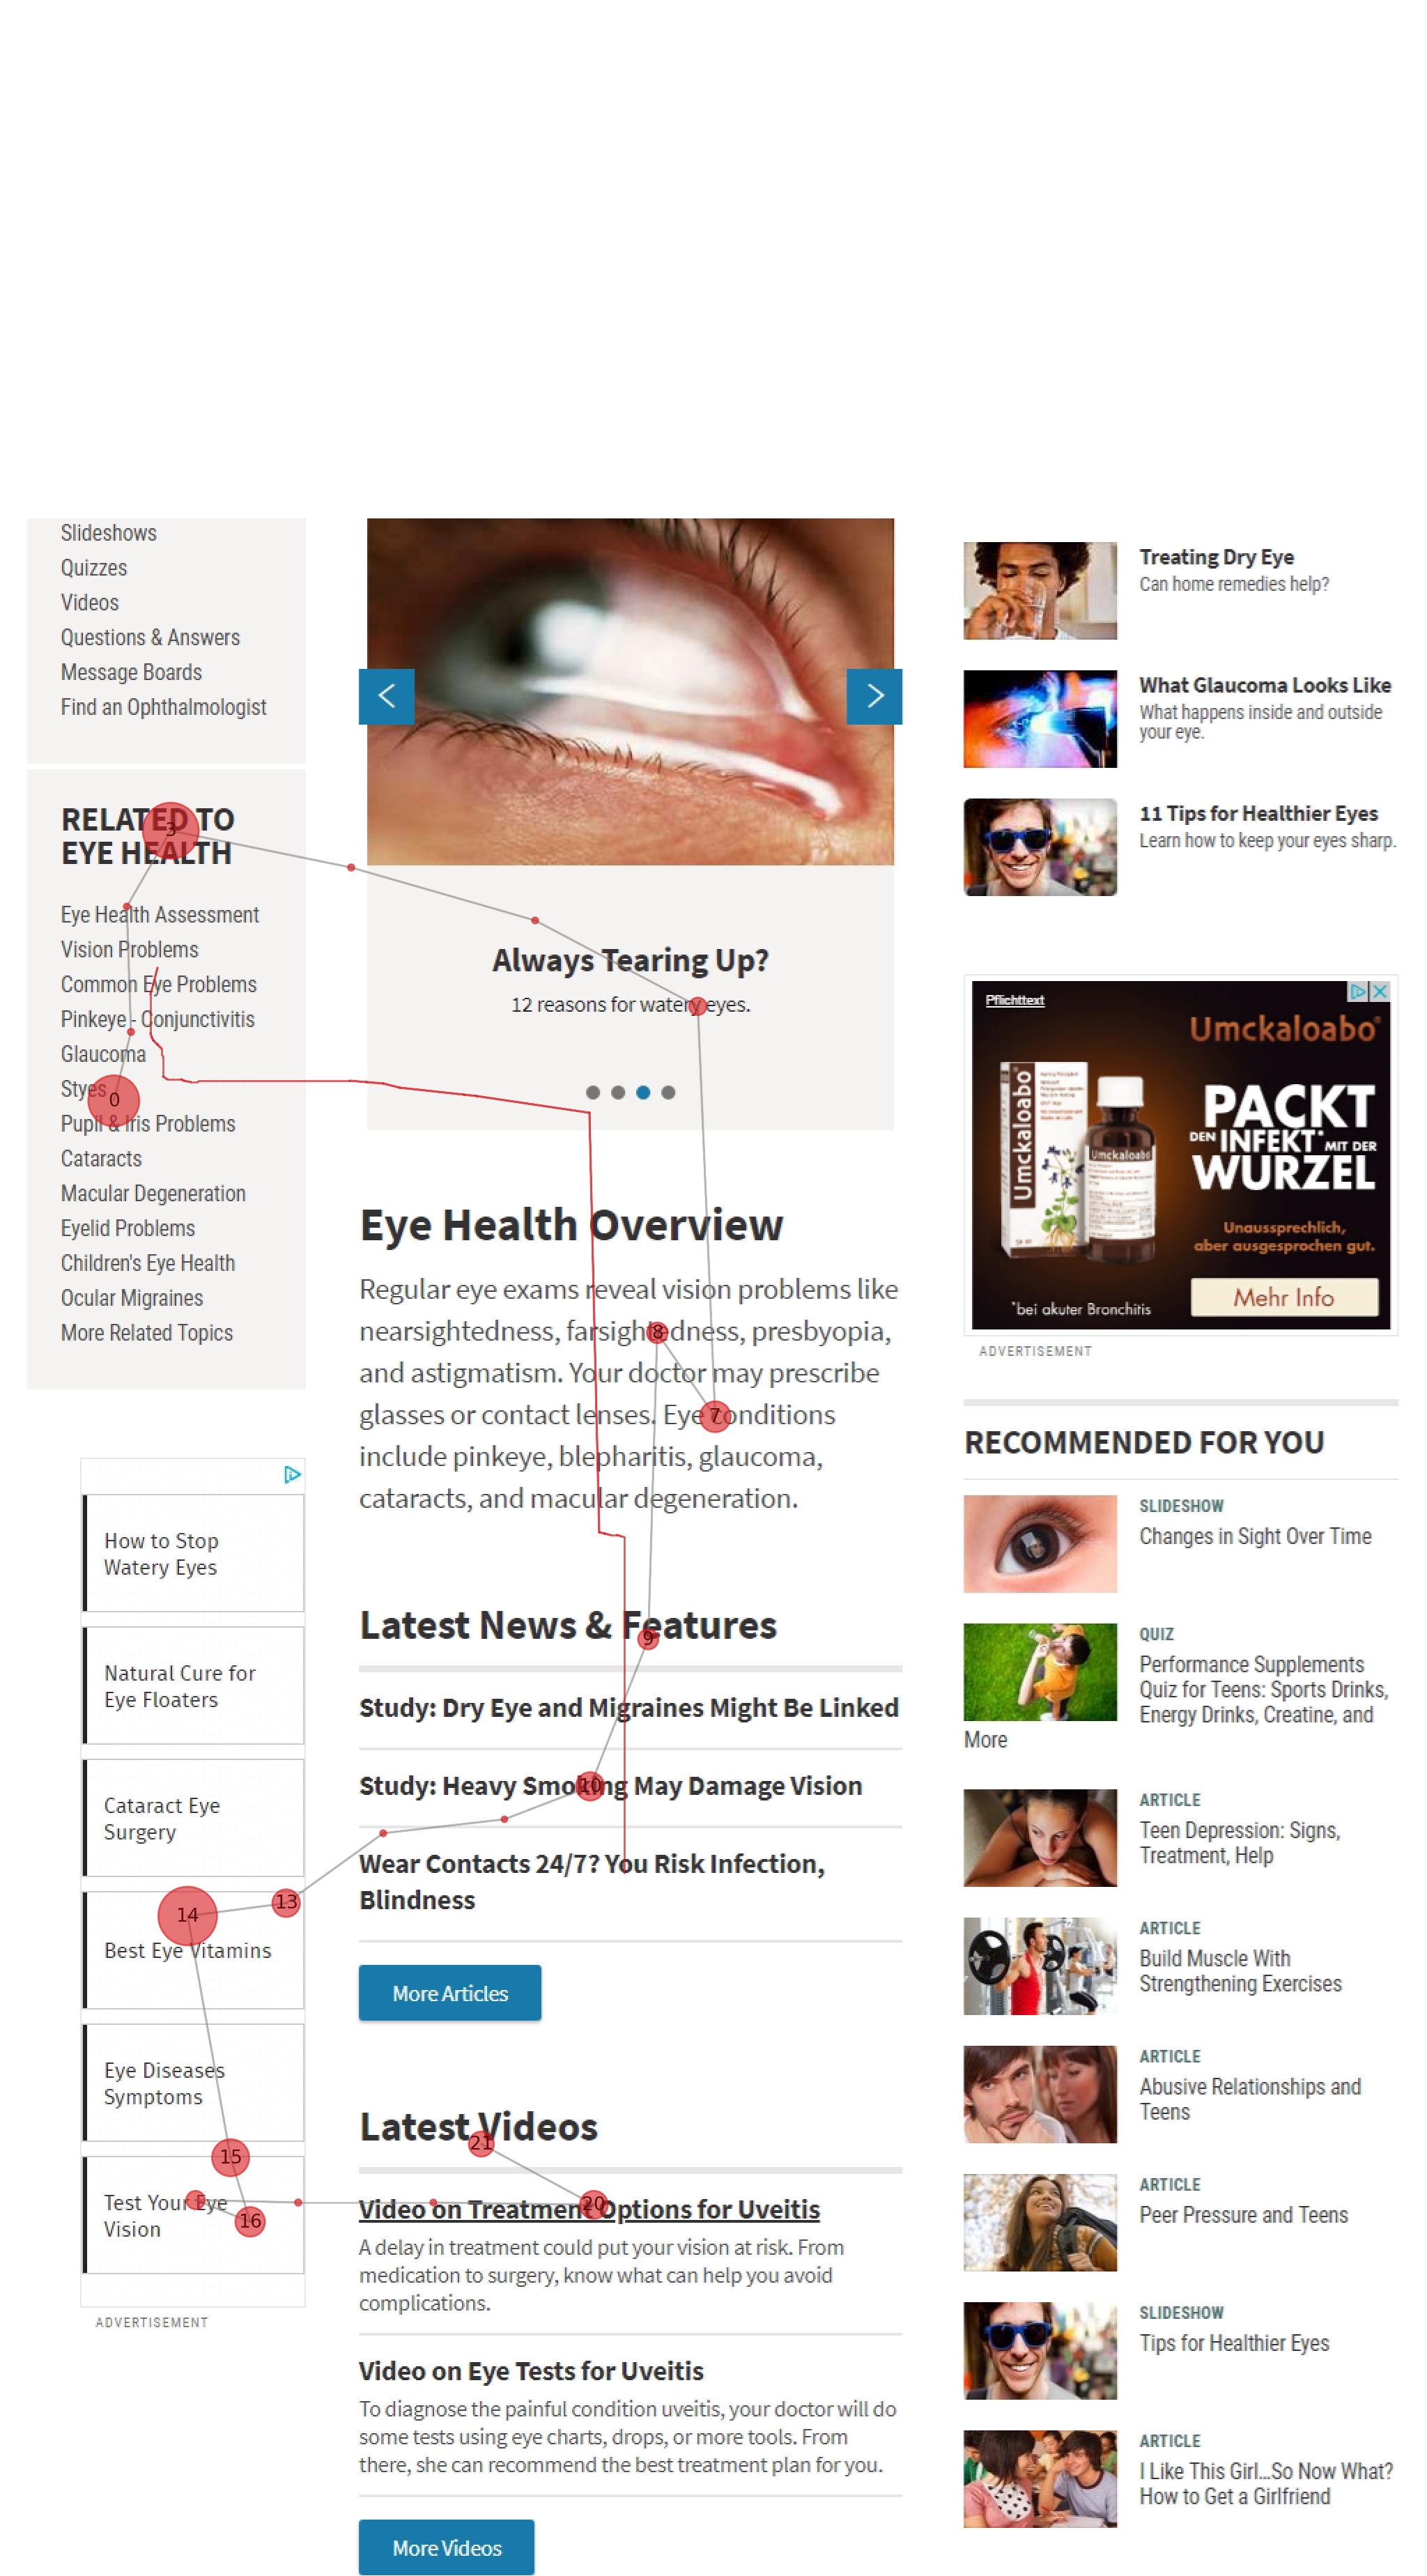 Slideshows
Quizzes
Videos
Questions & Answers
Message Boards
Find an Ophthalmologist
RELATED TO
EYE HEALTH
Eye Health Assessment
Vision Problems
Common Eye Problems
Pinkeye - Conjunctivitis
Glaucoma
Styes
Pupil & Iris Problems
Cataracts
Macular Degeneration
Eyelid Problems
Children's Eye Health
Ocular Migraines
More Related Topics
How to Stop
Watery Eyes
Natural Cure for
Eye Floaters
Cataract Eye
Surgery
Best Eye Vitamins
Eye Diseases
Symptoms
Test Your Eye
Vision
ADVERTISEMENT
Always Tearing Up?
12 reasons for watery eyes.
Eye Health Overview
Regular eye exams reveal vision problems like
nearsightedness, farsightedness, presbyopia,
and astigmatism. Your doctor may prescribe
glasses or contact lenses. Eye conditions
include pinkeye, blepharitis, glaucoma,
cataracts, and macular degeneration.
Latest News & Features
Study: Dry Eye and Migraines Might Be Linked
Study: Heavy Smoking May Damage Vision
Wear Contacts 24/7? You Risk Infection,
Blindness
More Articles
Latest Videos
Video on Treatment Options for Uveitis
A delay in treatment could put your vision at risk. From
medication to surgery, know what can help you avoid
complications.
Video on Eye Tests for Uveitis
To diagnose the painful condition uveitis, your doctor will do
some tests using eye charts, drops, or more tools. From
there, she can recommend the best treatment plan for you.
More Videos
Treating Dry Eye
Can home remedies help?
What Glaucoma Looks Like
What happens inside and outside
your eye.
11 Tips for Healthier Eyes
Learn how to keep your eyes sharp.
Pflichttext
Umckaloabo®
Umckaloabo
Umckaloabo
PACKT
DEN INFEKT* MIT DER
WURZEL
Unaussprechlich,
aber ausgesprochen gut.
*bei akuter Bronchitis
Mehr Info
ADVERTISEMENT
RECOMMENDED FOR YOU
SLIDESHOW
Changes in Sight Over Time
QUIZ
Performance Supplements
Quiz for Teens: Sports Drinks,
Energy Drinks, Creatine, and
More
ARTICLE
Teen Depression: Signs,
Treatment, Help
ARTICLE
Build Muscle With
Strengthening Exercises
ARTICLE
Abusive Relationships and
Teens
ARTICLE
Peer Pressure and Teens
SLIDESHOW
Tips for Healthier Eyes
ARTICLE
I Like This Girl...So Now What?
How to Get a Girlfriend
0
3
7
8
9
10
13
14
15
16
20
21